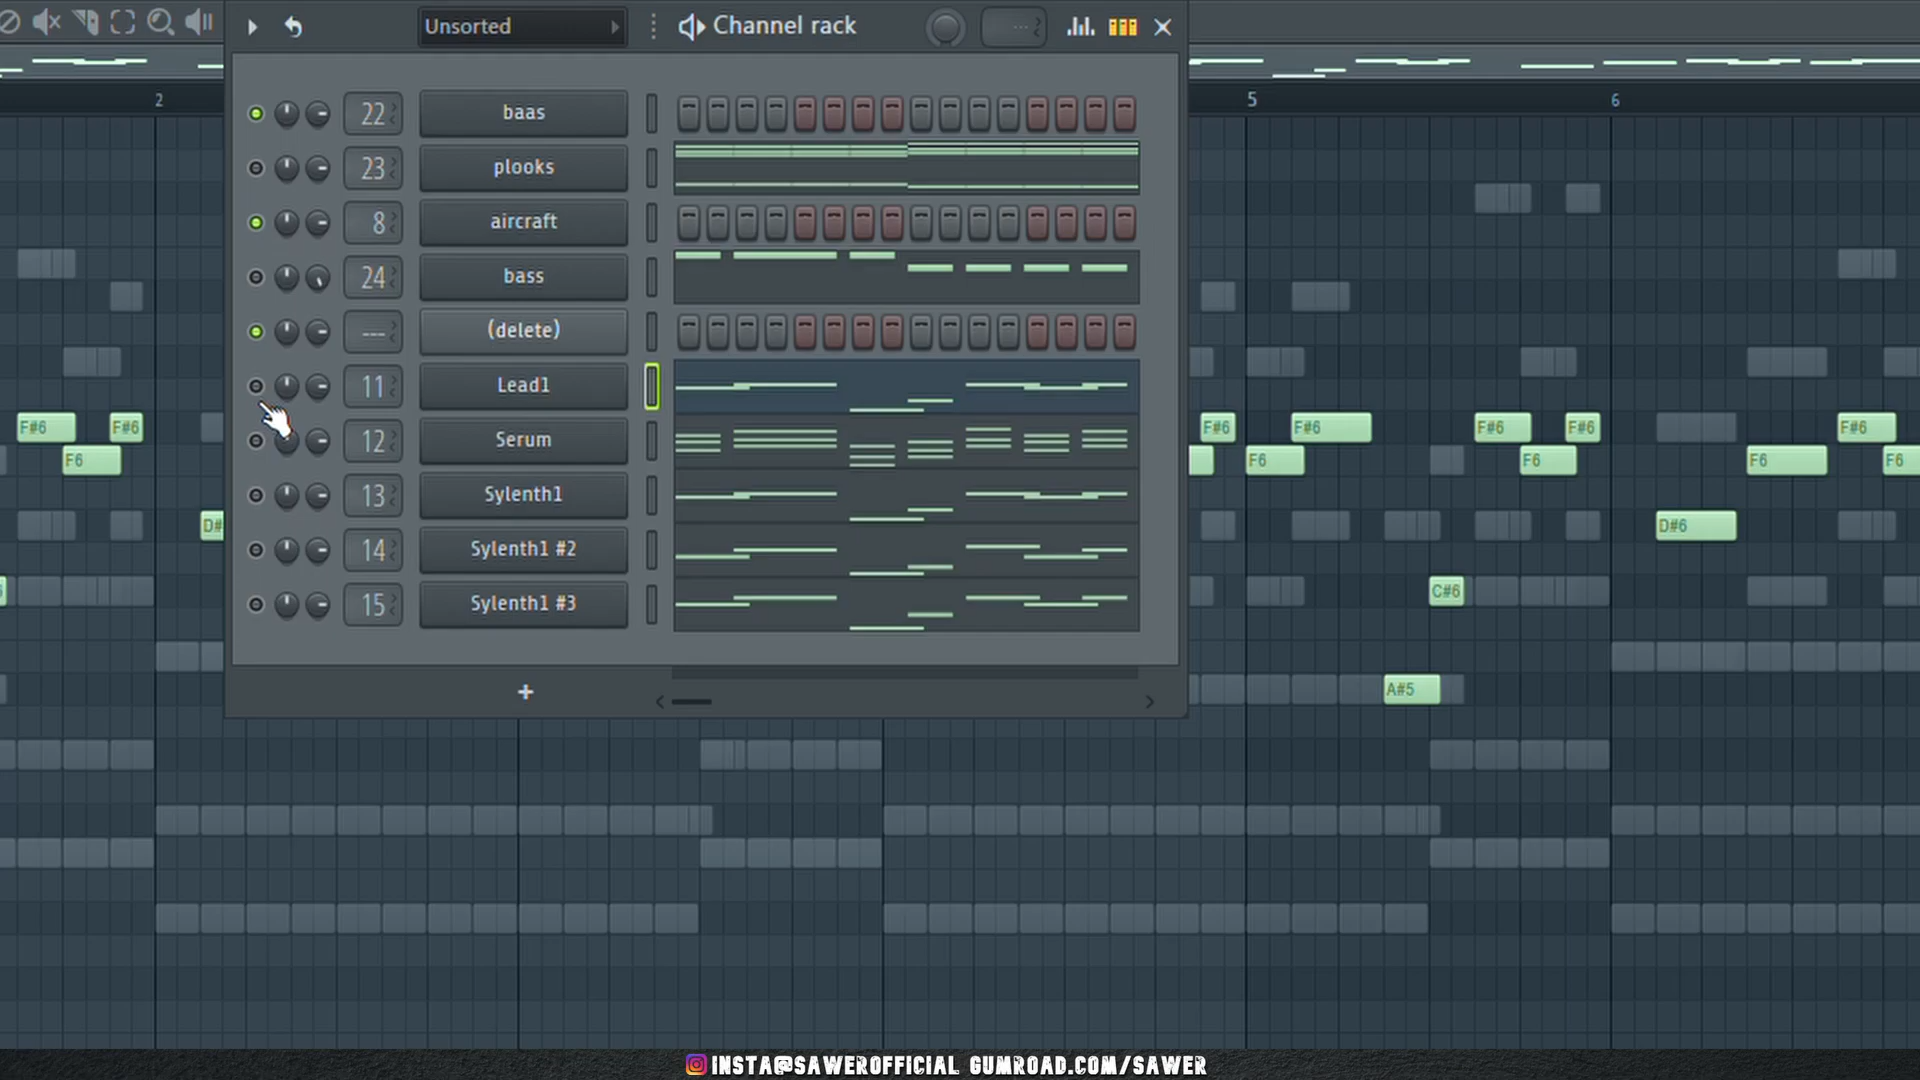 Unsorted
Channel rack
2
5
6
22 baas
23 plooks
8 aircraft
24 bass
--- (delete)
11 Lead1
12 Serum
13 Sylenth1
14 Sylenth1 #2
15 Sylenth1 #3
+
F#6
F#6
F6
D#
F#6
F#6
F#6
F#6
F#6
F6
F6
F6
F6
D#6
C#6
A#5
INSTA@SAWEROFFICIAL GUMROAD.COM/SAWER